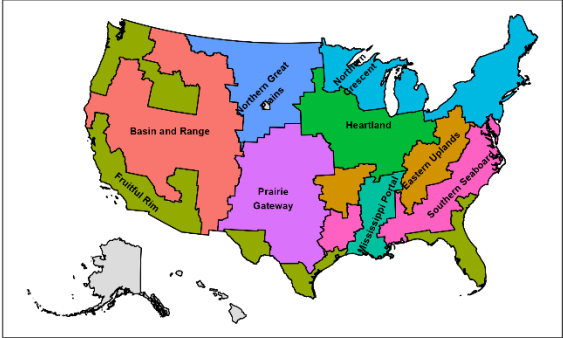 Northern Great
Plains
Northern
Crescent
Basin and Range
Heartland
Eastern Uplands
Fruitful Rim
Prairie
Gateway
Mississippi Portal
Southern Seaboard